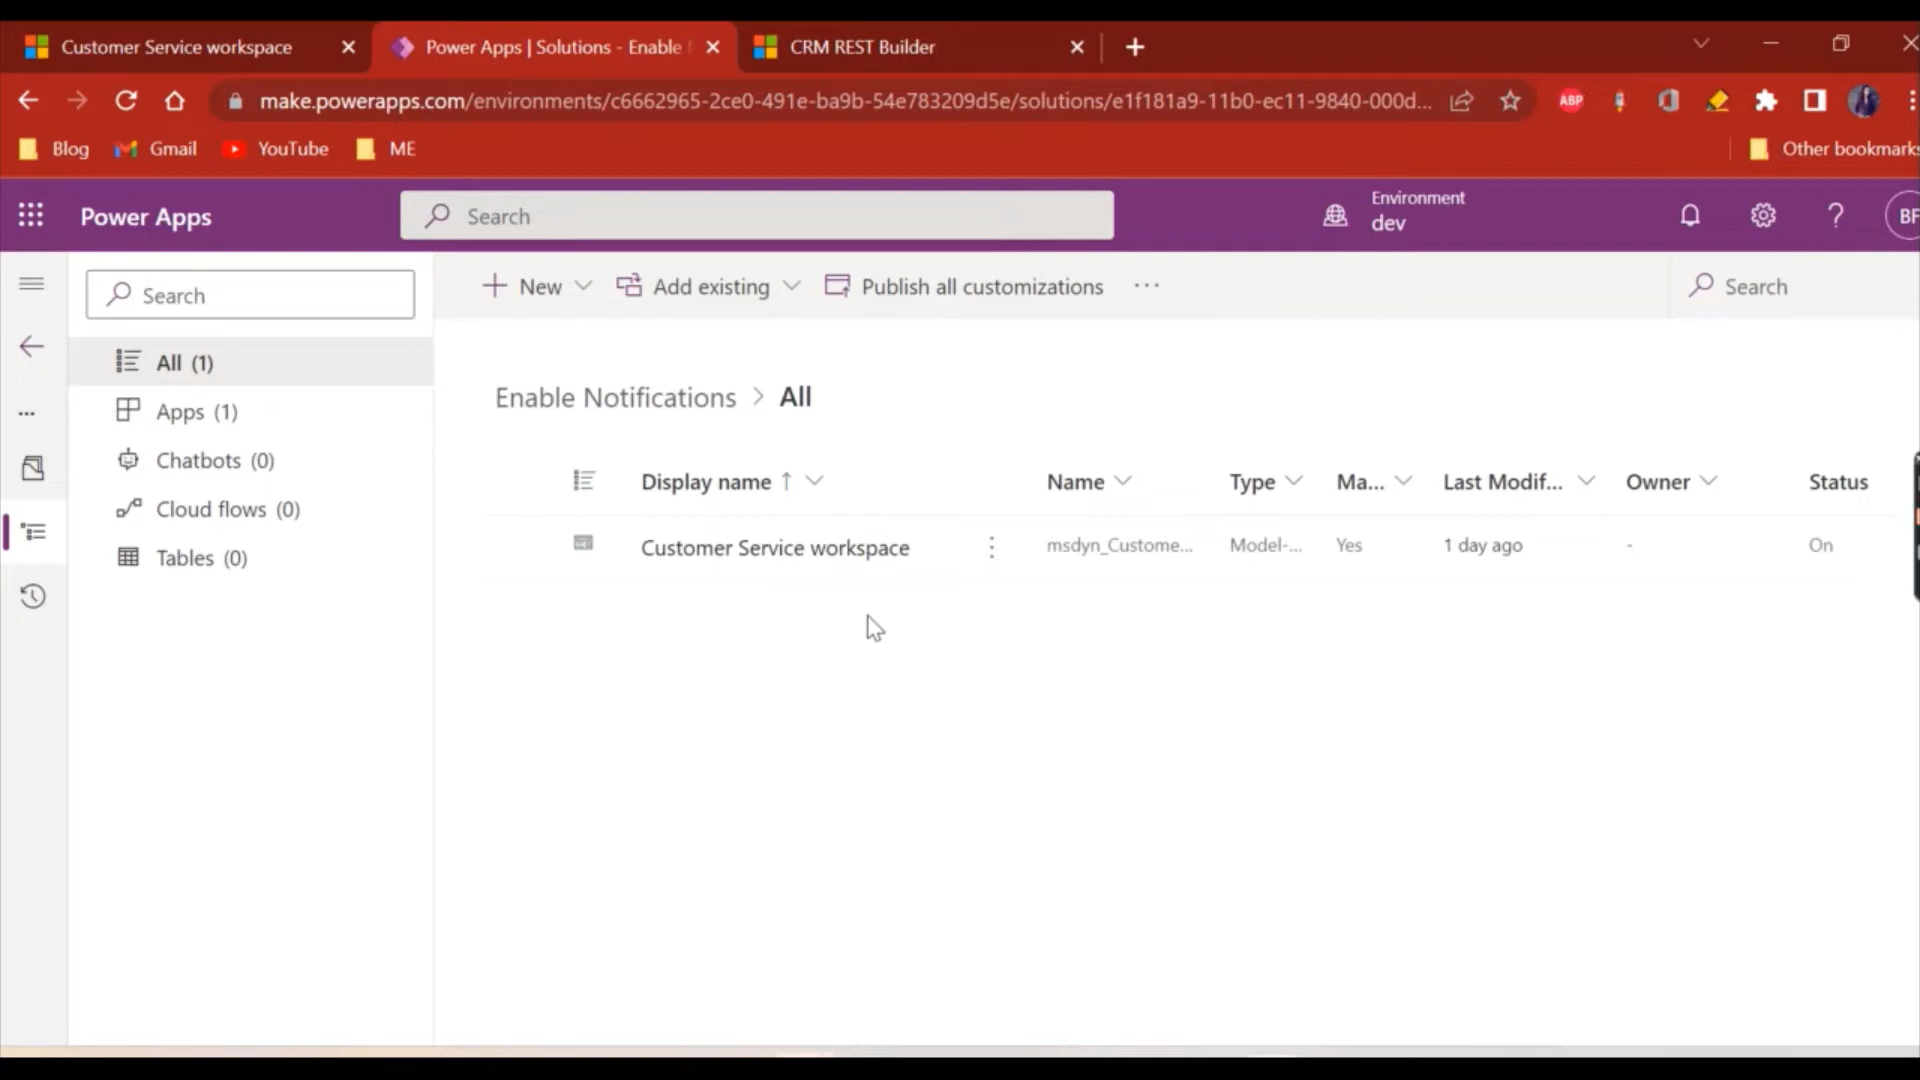 Customer Service workspace
Power Apps | Solutions - Enable
CRM REST Builder
make.powerapps.com/environments/c6662965-2ce0-491e-ba9b-54e783209d5e/solutions/e1f181a9-11b0-ec11-9840-000d...
ABP
Blog
Gmail
YouTube
ME
Other bookmarks
Power Apps
Search
Environment
dev
BF
Search
New
Add existing
Publish all customizations
Search
All (1)
Apps (1)
Chatbots (0)
Cloud flows (0)
Tables (0)
Enable Notifications > All
Display name ↑
Name
Type
Ma...
Last Modif...
Owner
Status
Customer Service workspace
msdyn_Custome...
Model-...
Yes
1 day ago
-
On